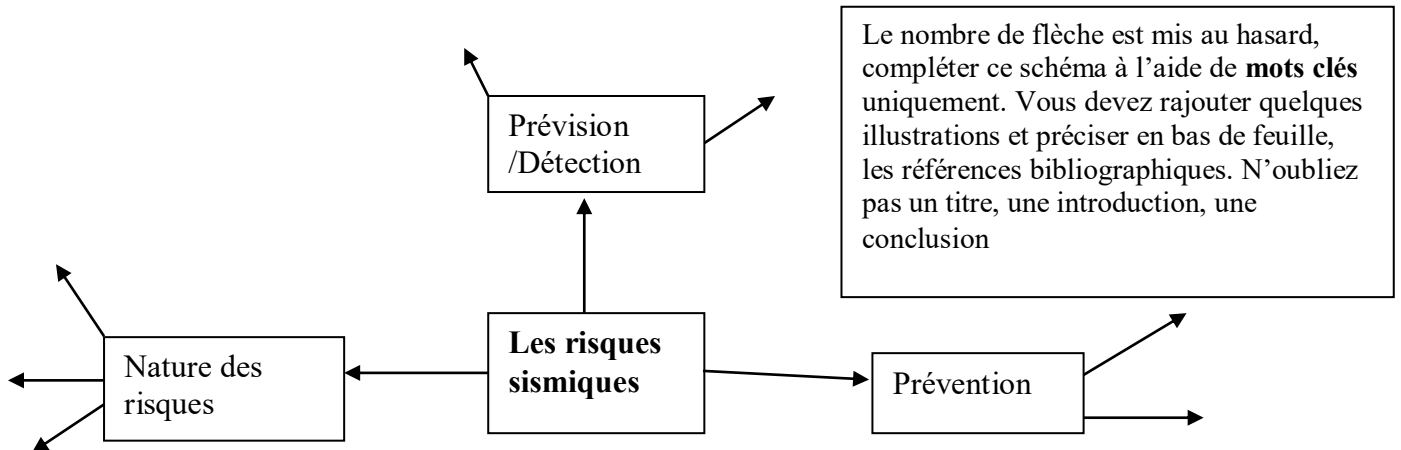 Le nombre de flèche est mis au hasard,
compléter ce schéma à l'aide de mots clés
uniquement. Vous devez rajouter quelques
illustrations et préciser en bas de feuille,
les références bibliographiques. N'oubliez
pas un titre, une introduction, une
conclusion
Prévision
/Détection
Les risques
sismiques
Nature des
risques
Prévention